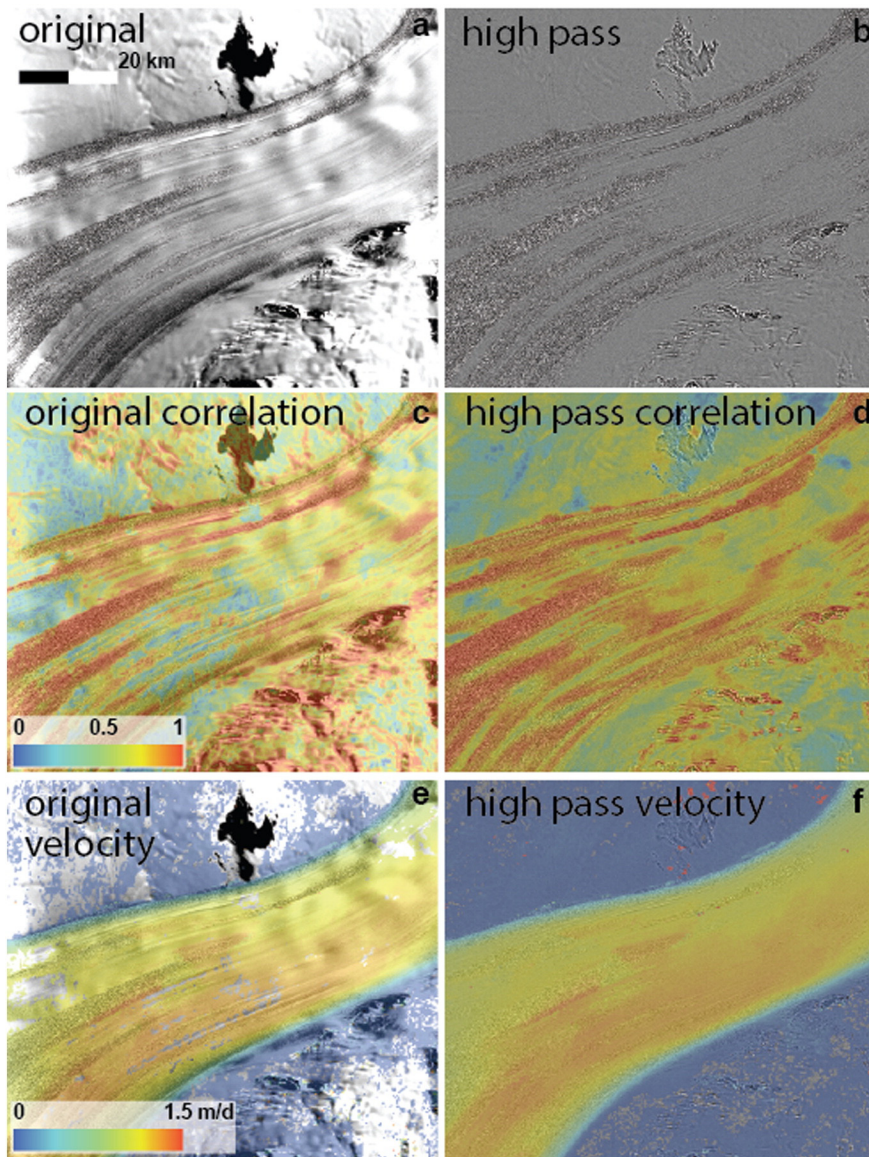 original a
20 km
high pass b
original correlation c
0 0.5 1
high pass correlation d
original
velocity e
0 1.5 m/d
high pass velocity f